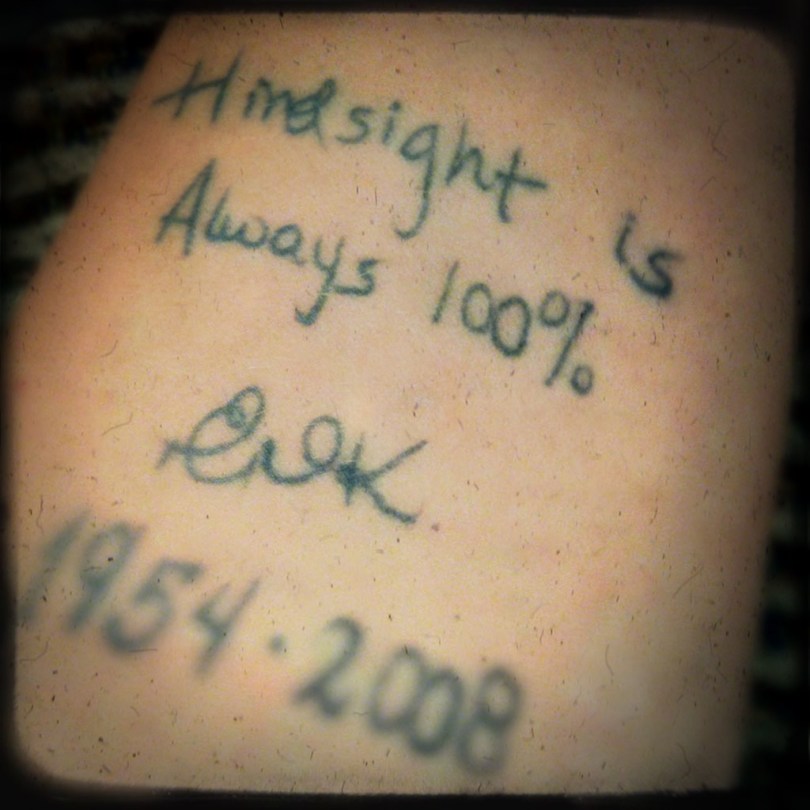 Hindsight is
Always 100%
1954 · 2008